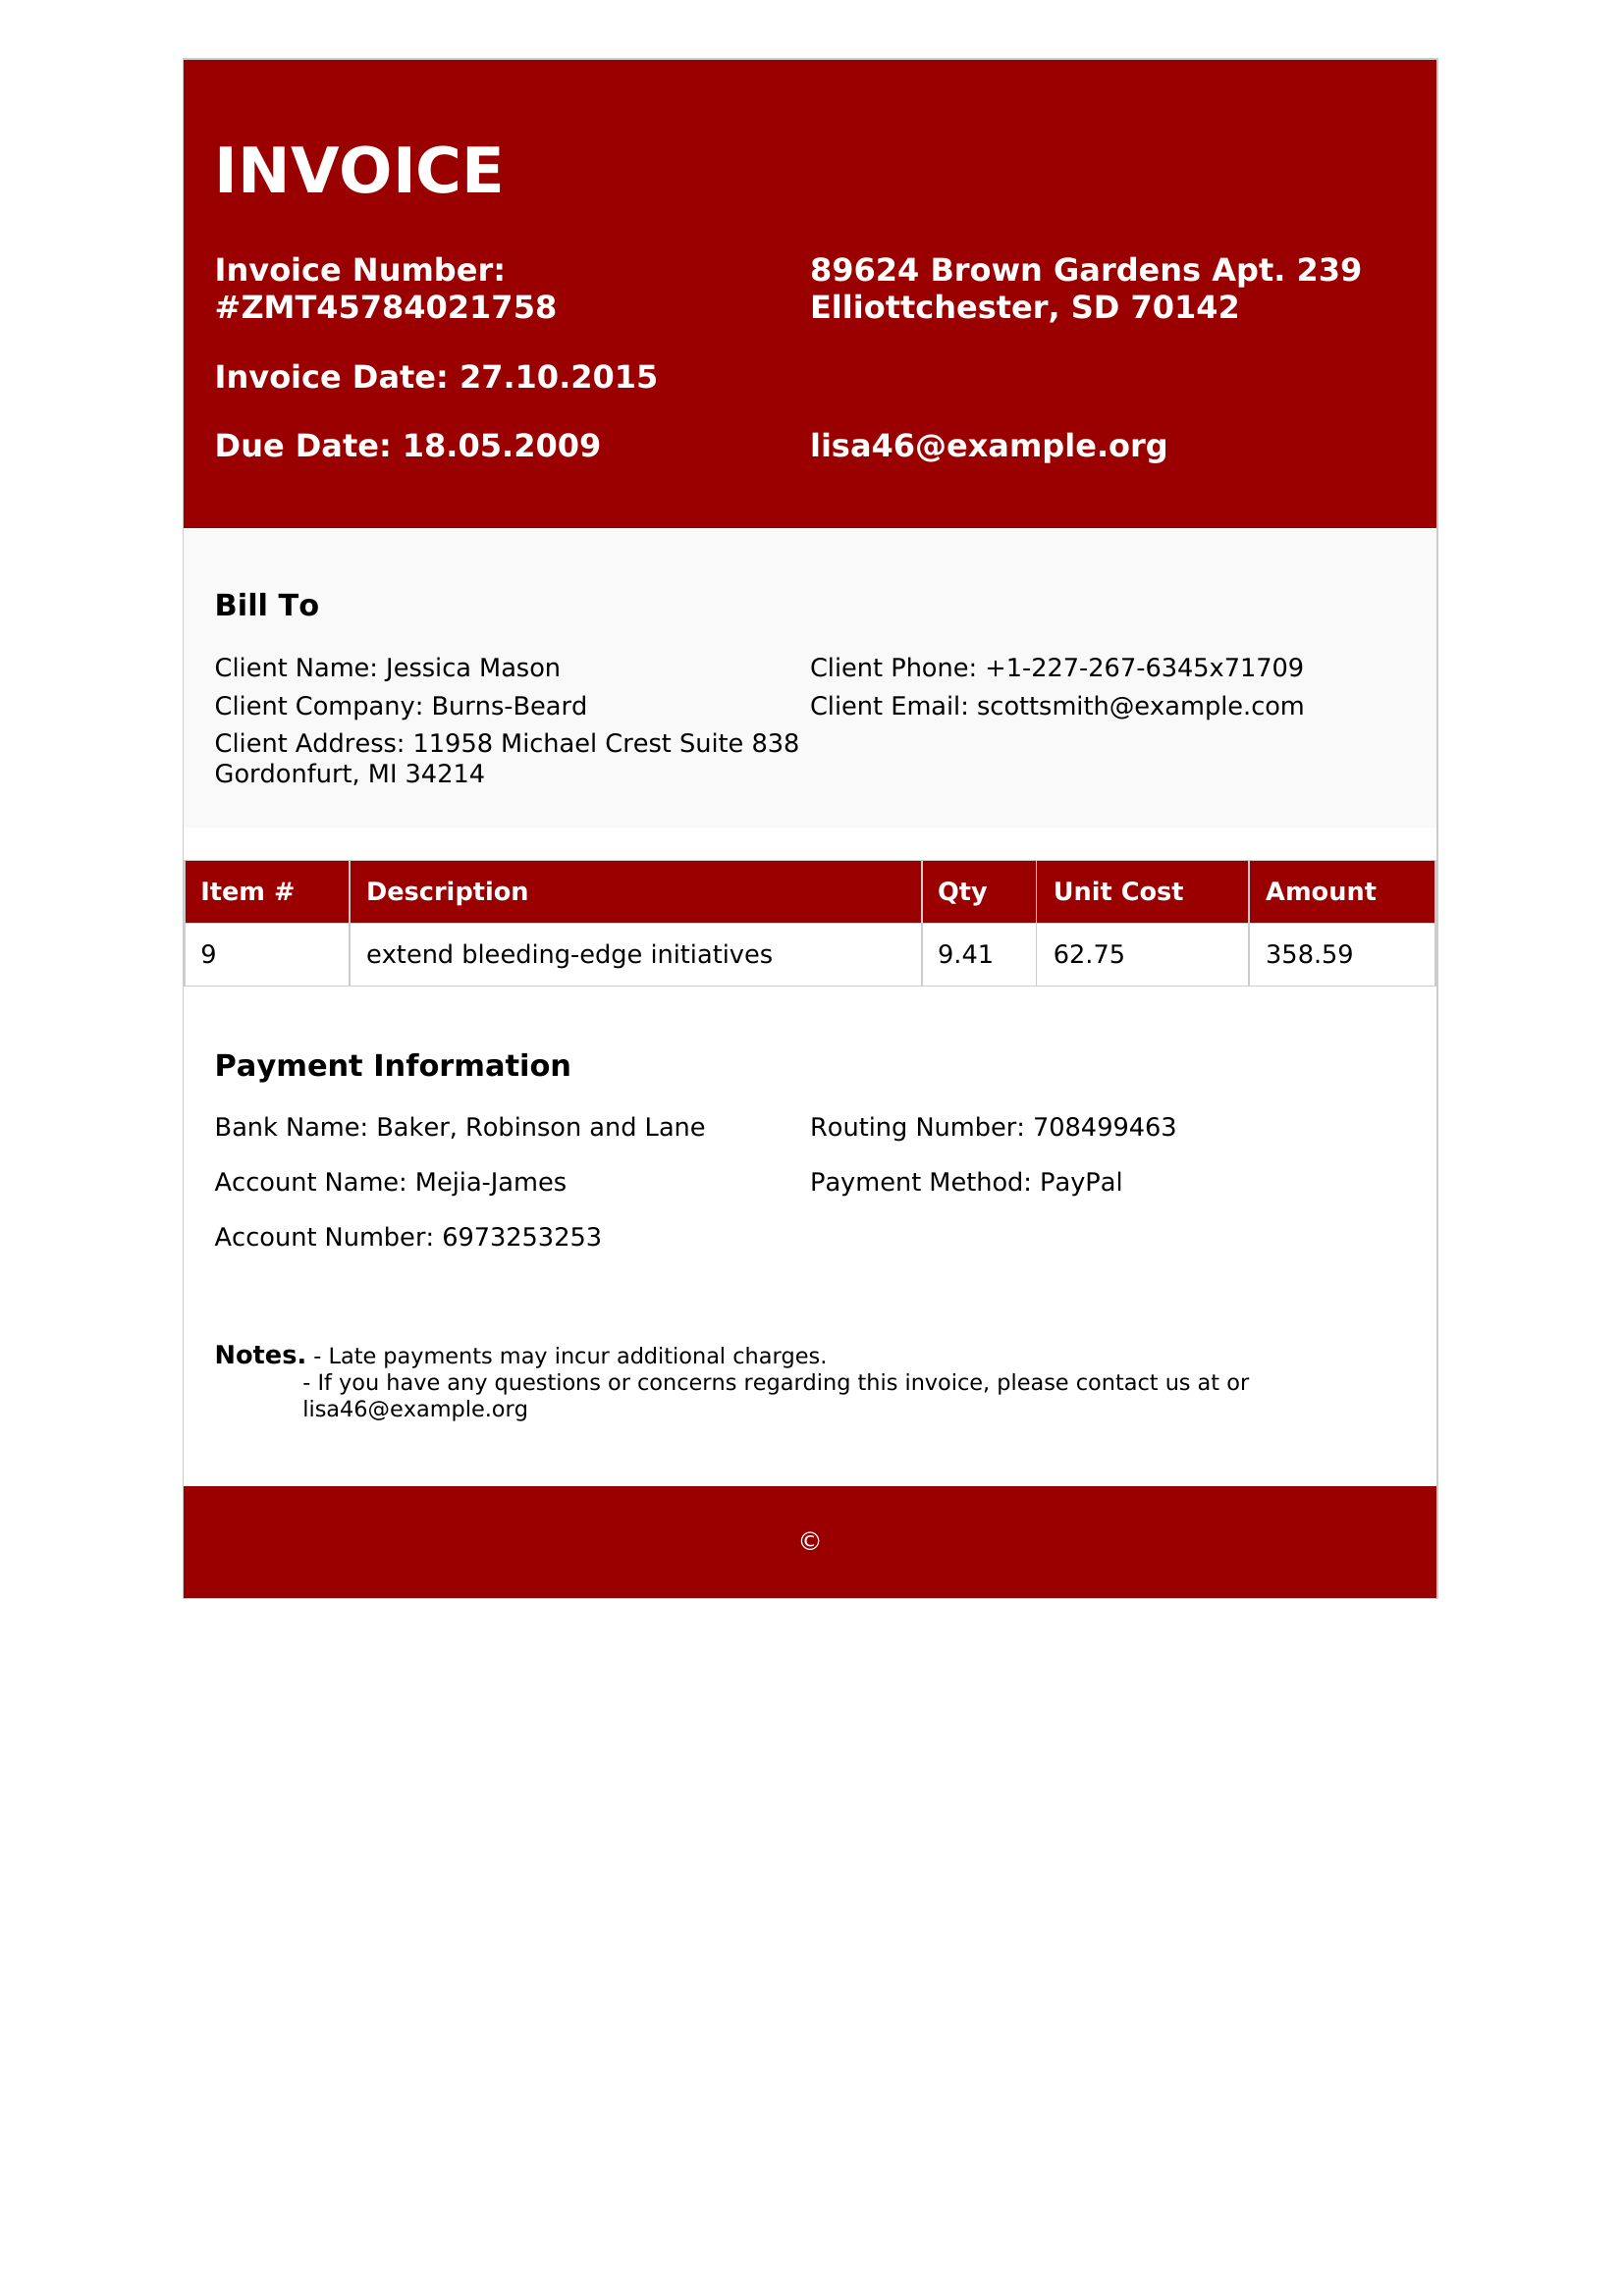 INVOICE
Invoice Number:
#ZMT45784021758
Invoice Date: 27.10.2015
Due Date: 18.05.2009
89624 Brown Gardens Apt. 239
Elliottchester, SD 70142
lisa46@example.org
Bill To
Client Name: Jessica Mason
Client Company: Burns-Beard
Client Address: 11958 Michael Crest Suite 838
Gordonfurt, MI 34214
Client Phone: +1-227-267-6345x71709
Client Email: scottsmith@example.com
Item # Description Qty Unit Cost Amount
9 extend bleeding-edge initiatives 9.41 62.75 358.59
Payment Information
Bank Name: Baker, Robinson and Lane
Account Name: Mejia-James
Account Number: 6973253253
Routing Number: 708499463
Payment Method: PayPal
Notes. - Late payments may incur additional charges.
- If you have any questions or concerns regarding this invoice, please contact us at or
lisa46@example.org
©